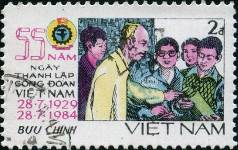 55
NĂM
NGÀY
THÀNH LẬP
CÔNG ĐOÀN
VIỆT NAM
28-7-1929
28-7-1984
BƯU CHÍNH
2đ
VIỆT NAM